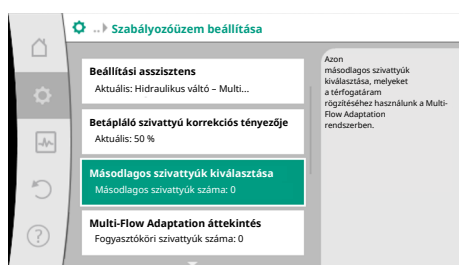 ..▸ Szabályozóüzem beállítása
Beállítási asszisztens
Aktuális: Hidraulikus váltó – Multi...
Betápláló szivattyú korrekciós tényezője
Aktuális: 50 %
Másodlagos szivattyúk kiválasztása
Másodlagos szivattyúk száma: 0
Multi-Flow Adaptation áttekintés
Fogyasztóköri szivattyúk száma: 0
Azon
másodlagos szivattyúk
kiválasztása, melyeket
a térfogatáram
rögzítéséhez használunk a Multi-
Flow Adaptation
rendszerben.